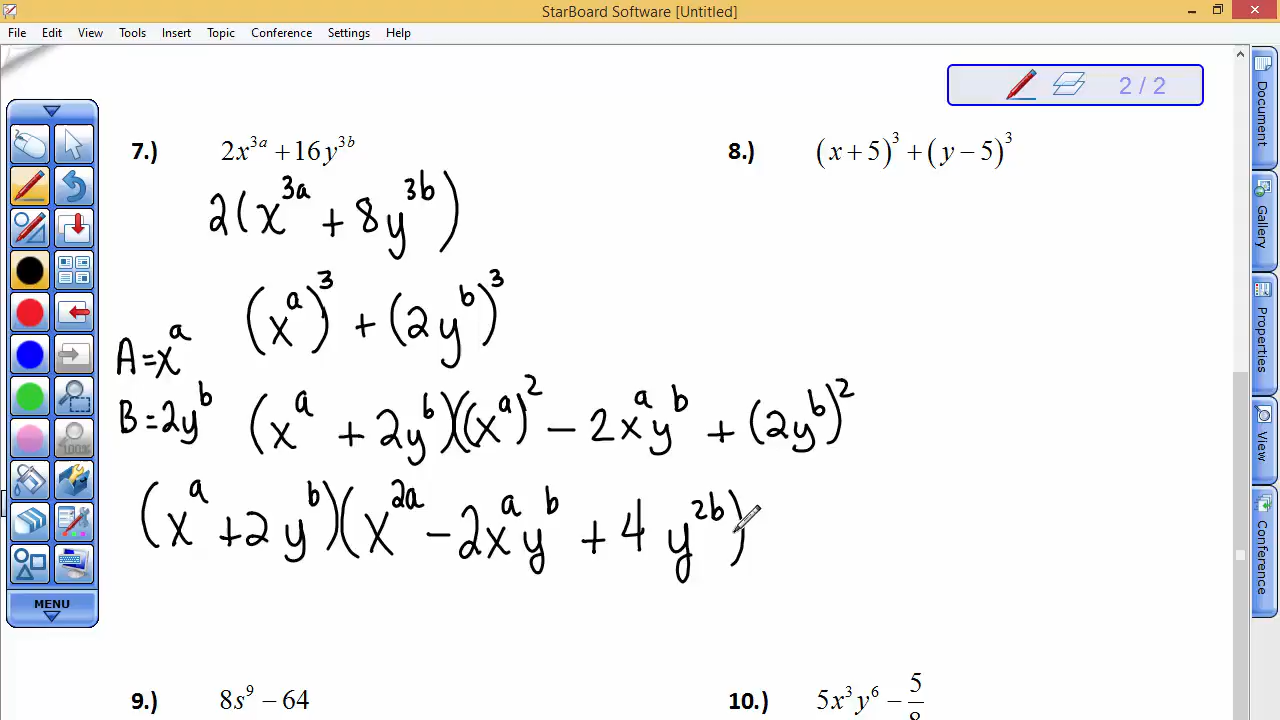 StarBoard Software [Untitled]
File Edit View Tools Insert Topic Conference Settings Help
2 / 2
7.) 2x^{3a} + 16y^{3b}
2(x^{3a} + 8y^{3b})
(x^a)^3 + (2y^b)^3
A = x^a
B = 2y^b
(x^a + 2y^b)((x^a)^2 - 2x^a y^b + (2y^b)^2
(x^a + 2y^b)(x^{2a} - 2x^a y^b + 4y^{2b})
8.) (x + 5)^3 + (y − 5)^3
9.) 8s^9 − 64
10.) 5x^3y^6 − 5/8
100%
MENU
Document
Gallery
Properties
View
Conference